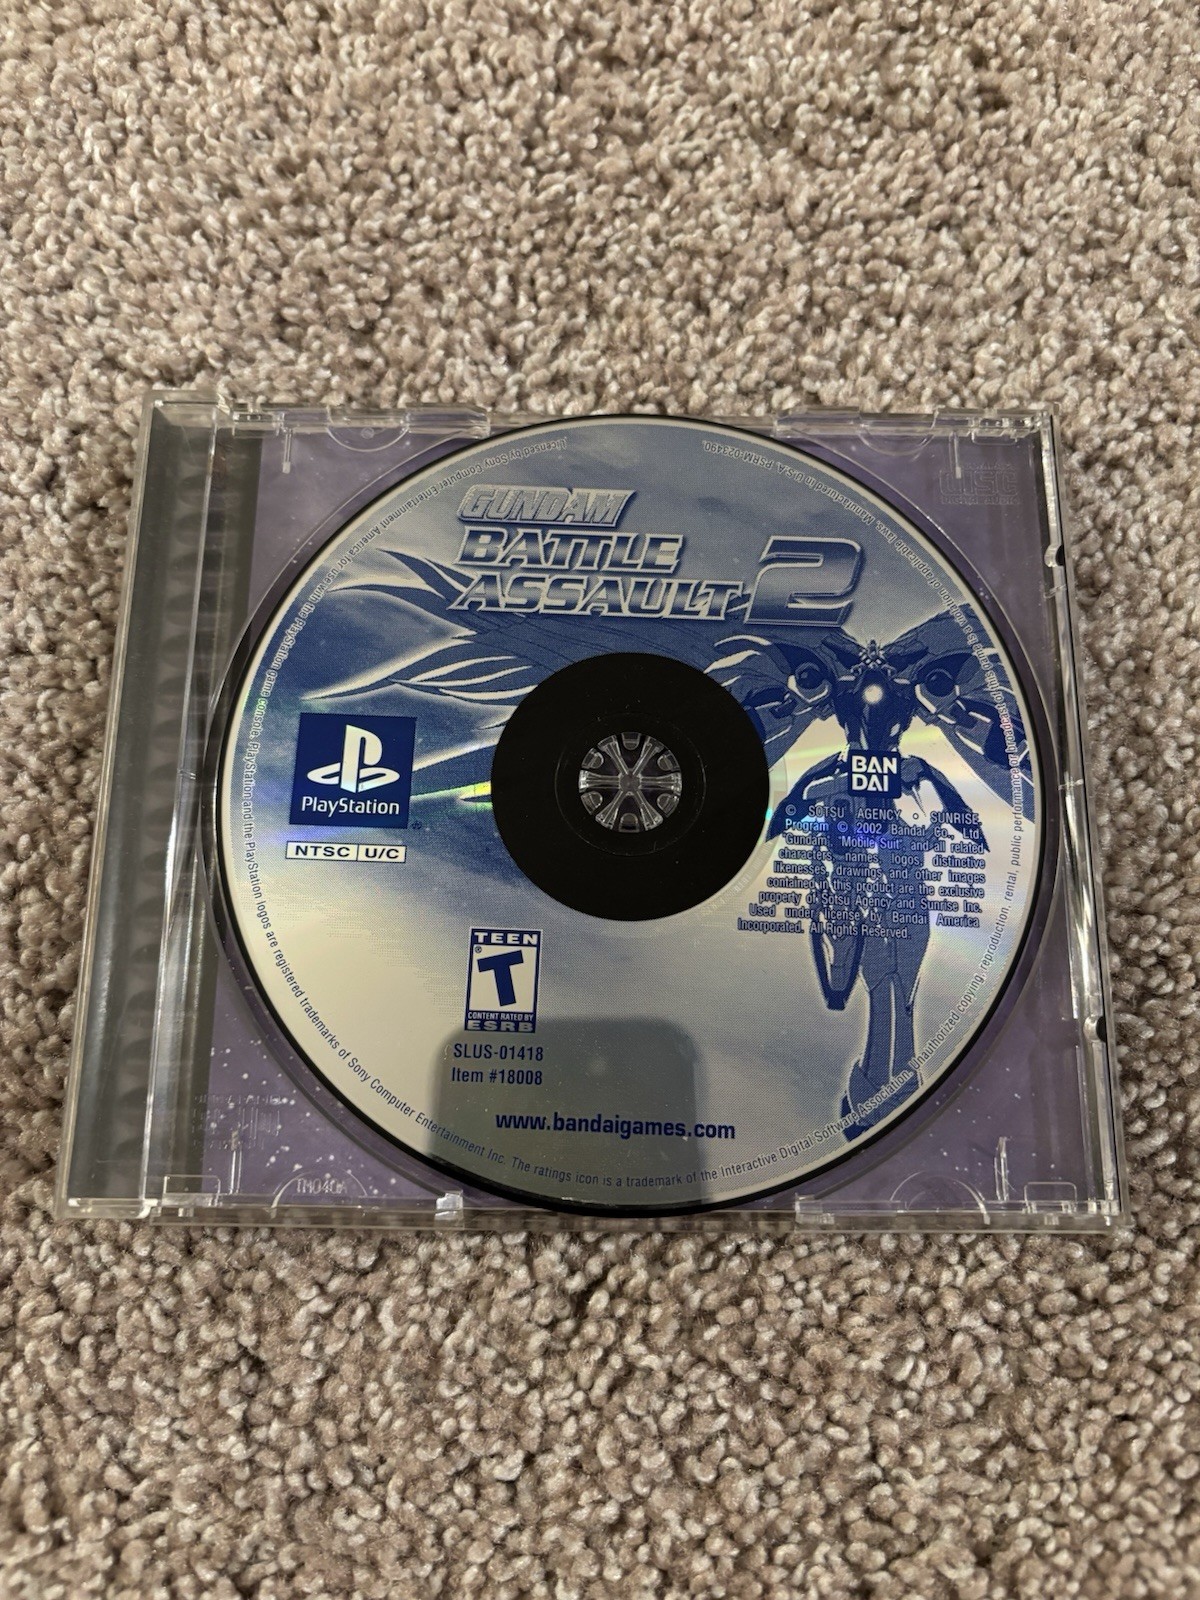 GUNDAM
BATTLE
ASSAULT 2
PlayStation
NTSC U/C
BAN
DAI
© SOTSU AGENCY • SUNRISE
Program © 2002 Bandai Co., Ltd.
"Gundam, "Mobile Suit", and all related
characters, names, logos, distinctive
likenesses, drawings and other images
contained in this product are the exclusive
property of Sotsu Agency and Sunrise Inc.
Used under license by Bandai America
Incorporated. All Rights Reserved.
TEEN
T
CONTENT RATED BY
ESRB
SLUS-01418
Item #18008
www.bandaigames.com
Licensed by Sony Computer Entertainment America for use with the PlayStation game console. PlayStation and the PlayStation logos are registered trademarks of Sony Computer Entertainment Inc. The ratings icon is a trademark of the Interactive Digital Software Association. Unauthorized copying, reproduction, rental, public performance or broadcast of this game is a violation of applicable laws. Manufactured in U.S.A. PSRM-023490.